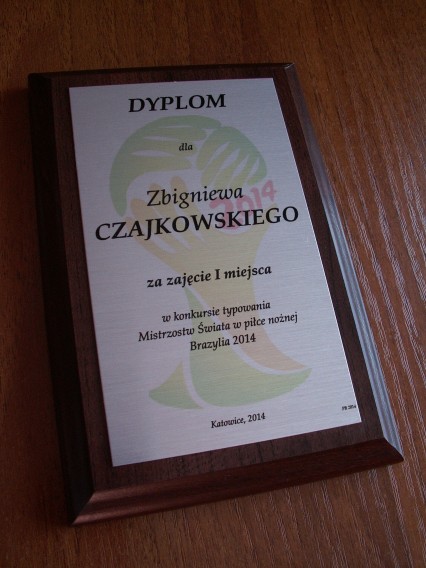 DYPLOM
dla
Zbigniewa
CZAJKOWSKIEGO
2014
za zajęcie I miejsca
w konkursie typowania
Mistrzostw Świata w piłce nożnej
Brazylia 2014
Katowice, 2014